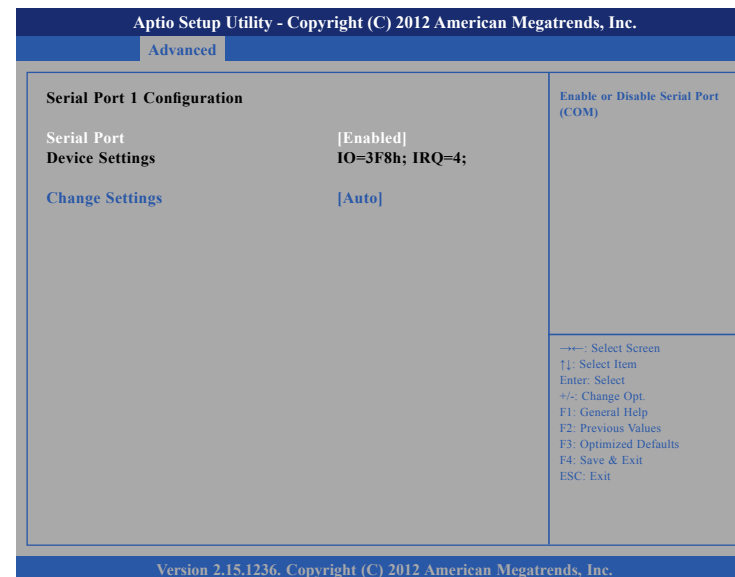 Aptio Setup Utility - Copyright (C) 2012 American Megatrends, Inc.
Advanced
Serial Port 1 Configuration
Serial Port [Enabled]
Device Settings IO=3F8h; IRQ=4;
Change Settings [Auto]
Enable or Disable Serial Port
(COM)
→←: Select Screen
↑↓: Select Item
Enter: Select
+/-: Change Opt.
F1: General Help
F2: Previous Values
F3: Optimized Defaults
F4: Save & Exit
ESC: Exit
Version 2.15.1236. Copyright (C) 2012 American Megatrends, Inc.